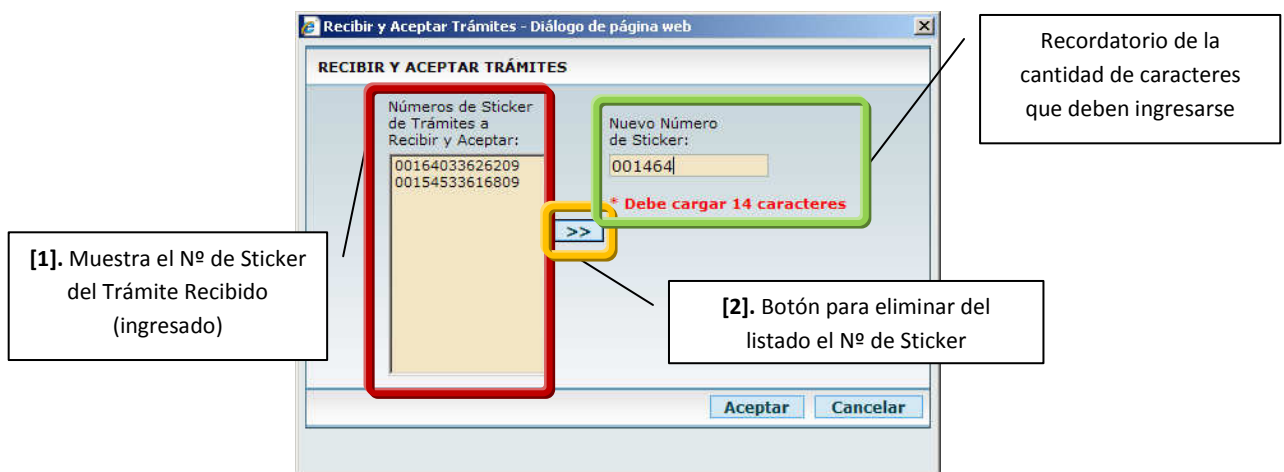 Recibir y Aceptar Trámites - Diálogo de página web
RECIBIR Y ACEPTAR TRÁMITES
Números de Sticker
de Trámites a
Recibir y Aceptar:
00164033626209
00154533616809
>>
Nuevo Número
de Sticker:
001464
* Debe cargar 14 caracteres
Aceptar Cancelar
Recordatorio de la
cantidad de caracteres
que deben ingresarse
[1]. Muestra el Nº de Sticker
del Trámite Recibido
(ingresado)
[2]. Botón para eliminar del
listado el Nº de Sticker